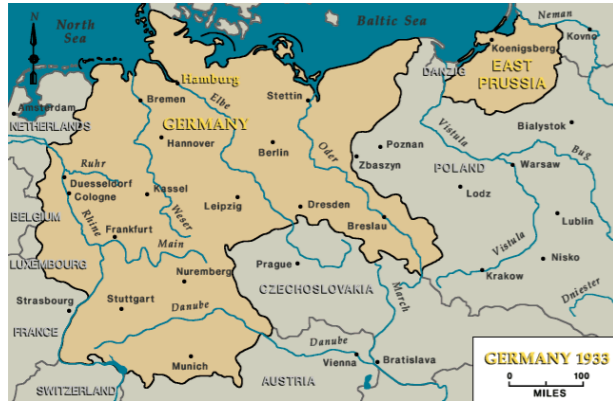 N
North
Sea
Baltic Sea
Neman
Kovno
Koenigsberg
EAST
PRUSSIA
DANZIG
Hamburg
Amsterdam
NETHERLANDS
Bremen
Elbe
Stettin
GERMANY
Bialystok
Hannover
Berlin
Oder
Poznan
Zbaszyn
Vistula
Bug
Ruhr
POLAND
Warsaw
Duesseldorf
Cologne
Kassel
Weser
Leipzig
Lodz
BELGIUM
Rhine
Dresden
Breslau
Lublin
Frankfurt
Main
Vistula
LUXEMBOURG
Prague
Nisko
Nuremberg
Krakow
CZECHOSLOVAKIA
March
Dniester
Strasbourg
Stuttgart
Danube
FRANCE
Danube
Munich
Vienna
Bratislava
AUSTRIA
SWITZERLAND
GERMANY 1933
0 100
MILES